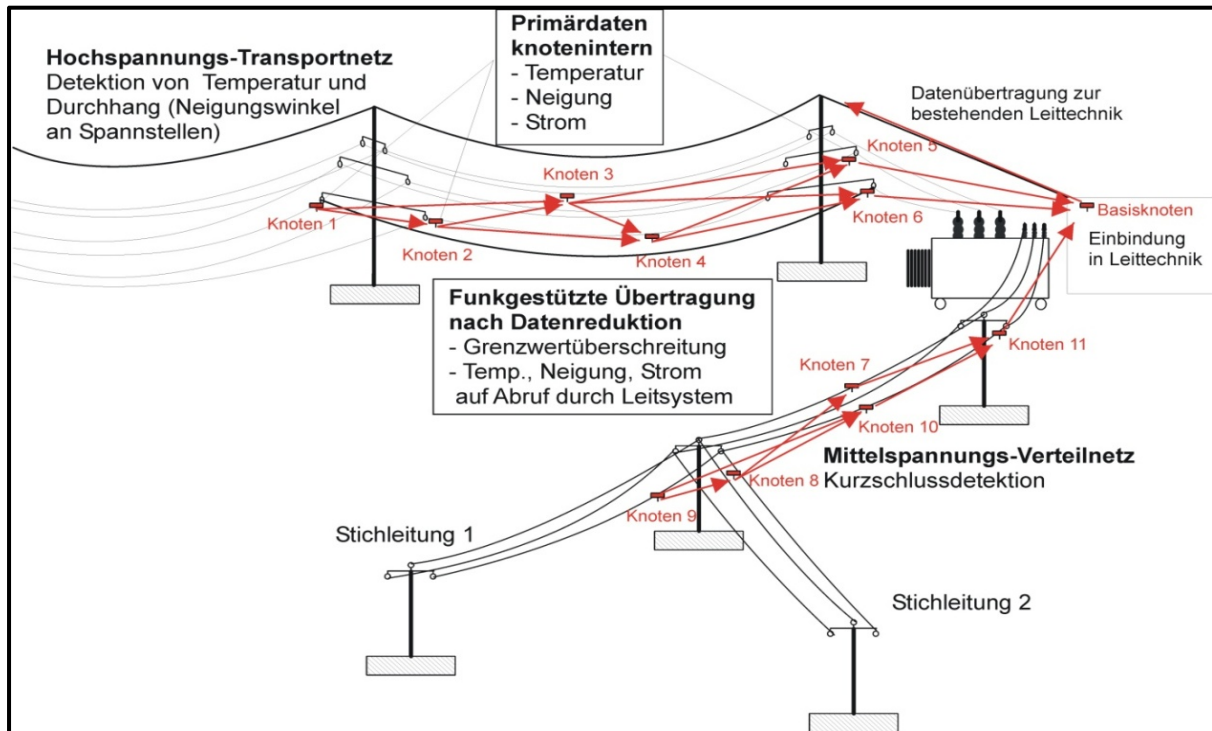 Hochspannungs-Transportnetz
Detektion von Temperatur und
Durchhang (Neigungswinkel
an Spannstellen)
Primärdaten
knotenintern
- Temperatur
- Neigung
- Strom
Datenübertragung zur
bestehenden Leittechnik
Knoten 1
Knoten 2
Knoten 3
Knoten 4
Knoten 5
Knoten 6
Basisknoten
Einbindung
in Leittechnik
Funkgestützte Übertragung
nach Datenreduktion
- Grenzwertüberschreitung
- Temp., Neigung, Strom
auf Abruf durch Leitsystem
Knoten 7
Knoten 11
Knoten 10
Mittelspannungs-Verteilnetz
Kurzschlussdetektion
Knoten 8
Knoten 9
Stichleitung 1
Stichleitung 2